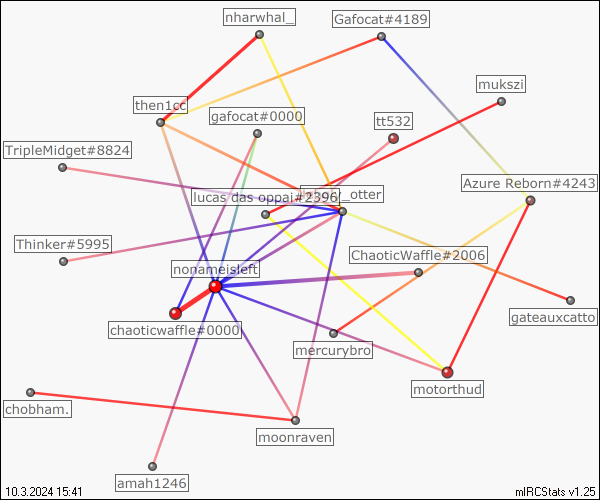 nharwhal_
Gafocat#4189
mukszi
then1cc
gafocat#0000
tt532
TripleMidget#8824
Azure Reborn#4243
lucas das oppai#2396
_otter
Thinker#5995
ChaoticWaffle#2006
nonameisleft
gateauxcatto
chaoticwaffle#0000
mercurybro
motorthud
chobham.
moonraven
amah1246
10.3.2024 15:41
mIRCStats v1.25